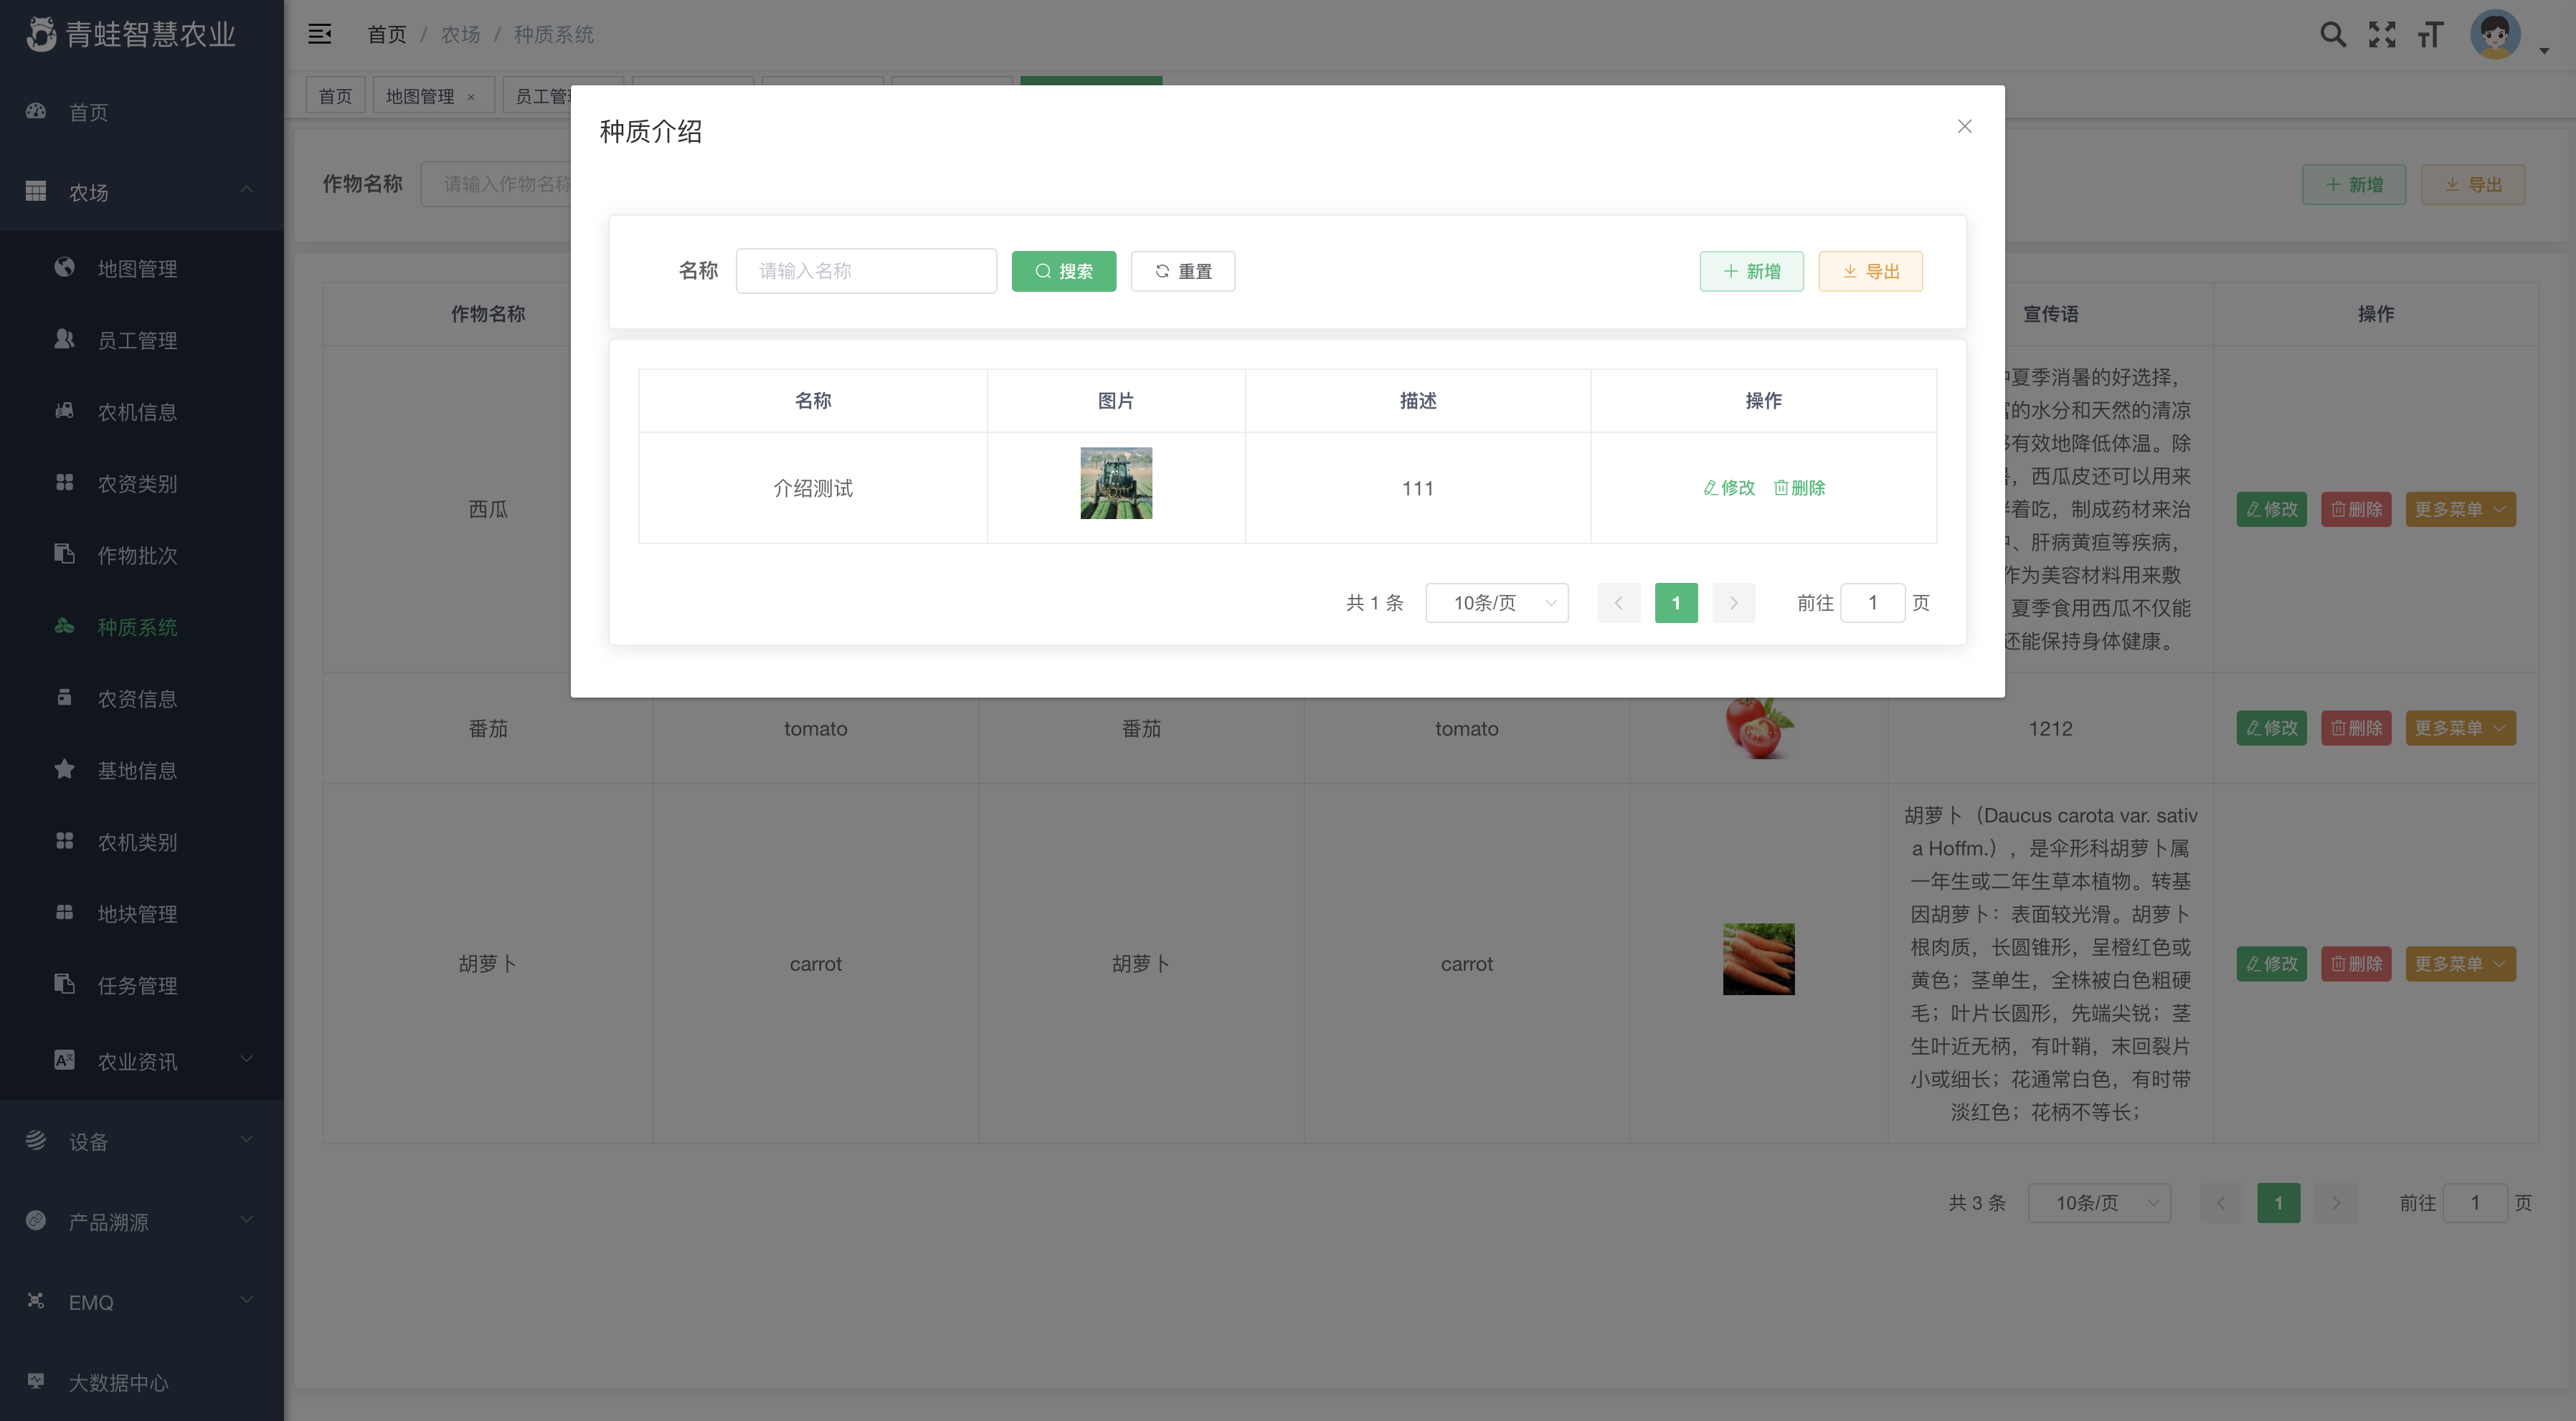 青蛙智慧农业
首页
农场
地图管理
员工管理
农机信息
农资类别
作物批次
种质系统
农资信息
基地信息
农机类别
地块管理
任务管理
农业资讯
设备
产品溯源
EMQ
大数据中心
首页 / 农场 / 种质系统
首页
地图管理 ×
员工管
作物名称
请输入作物名称
新增
导出
种质介绍
名称
请输入名称
搜索
重置
新增
导出
名称 图片 描述 操作
介绍测试 111 修改 删除
共 1 条 10条/页 1 前往 1 页
作物名称 宣传语 操作
西瓜
夏季消暑的好选择，
的水分和天然的清凉
有效地降低体温。除
，西瓜皮还可以用来
着吃，制成药材来治
、肝病黄疸等疾病，
作为美容材料用来敷
夏季食用西瓜不仅能
还能保持身体健康。
修改 删除 更多菜单
番茄 tomato 番茄 tomato 1212 修改 删除 更多菜单
胡萝卜 carrot 胡萝卜 carrot
胡萝卜（Daucus carota var. sativ
a Hoffm.），是伞形科胡萝卜属
一年生或二年生草本植物。转基
因胡萝卜：表面较光滑。胡萝卜
根肉质，长圆锥形，呈橙红色或
黄色；茎单生，全株被白色粗硬
毛；叶片长圆形，先端尖锐；茎
生叶近无柄，有叶鞘，末回裂片
小或细长；花通常白色，有时带
淡红色；花柄不等长；
修改 删除 更多菜单
共 3 条 10条/页 1 前往 1 页